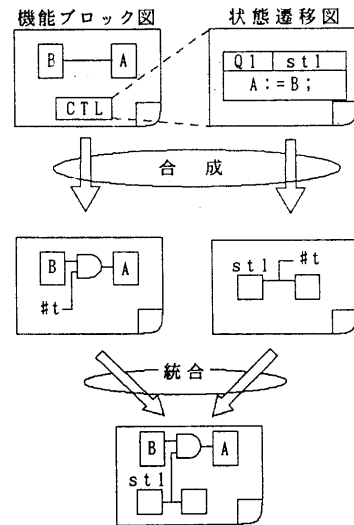 機能ブロック図 状態遷移図
B A
Q1 st1
A:=B;
CTL
合成
B A
#t
st1 #t
統合
B A
st1